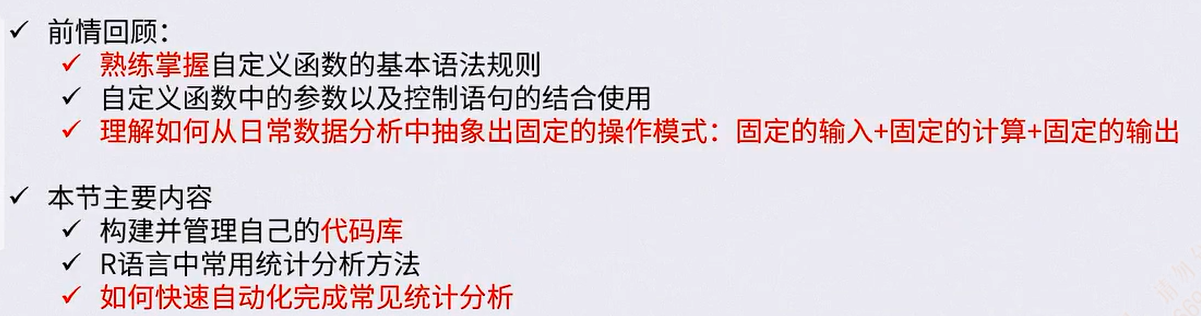 ✓ 前情回顾：
✓ 熟练掌握自定义函数的基本语法规则
✓ 自定义函数中的参数以及控制语句的结合使用
✓ 理解如何从日常数据分析中抽象出固定的操作模式：固定的输入+固定的计算+固定的输出
✓ 本节主要内容
✓ 构建并管理自己的代码库
✓ R语言中常用统计分析方法
✓ 如何快速自动化完成常见统计分析